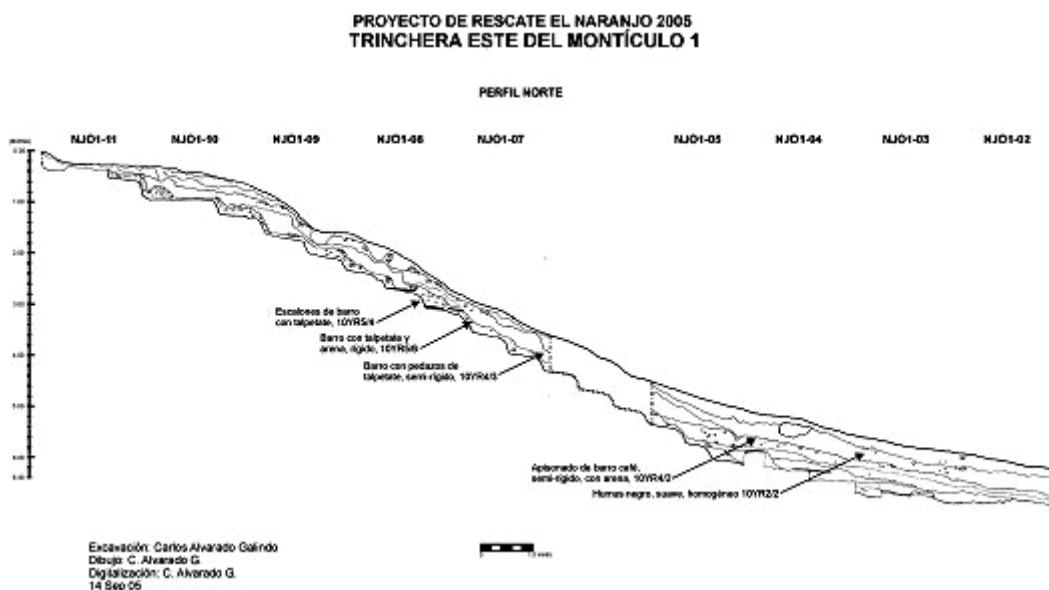 PROYECTO DE RESCATE EL NARANJO 2005
TRINCHERA ESTE DEL MONTÍCULO 1
PERFIL NORTE
NJO1-11 NJO1-10 NJO1-09 NJO1-08 NJO1-07 NJO1-05 NJO1-04 NJO1-03 NJO1-02
Escalones de barro
con talpetate, 10YR5/4
Barro con talpetate y
arena, rígido, 10YR5/6
Barro con pedazos de
talpetate, semi-rígido, 10YR4/3
Apisonado de barro café,
semi-rígido, con arena, 10YR4/2
Humus negro, suave, homogéneo 10YR2/2
Excavación: Carlos Alvarado Galindo
Dibujo: C. Alvarado G.
Digitalización: C. Alvarado G.
14 Sep 05